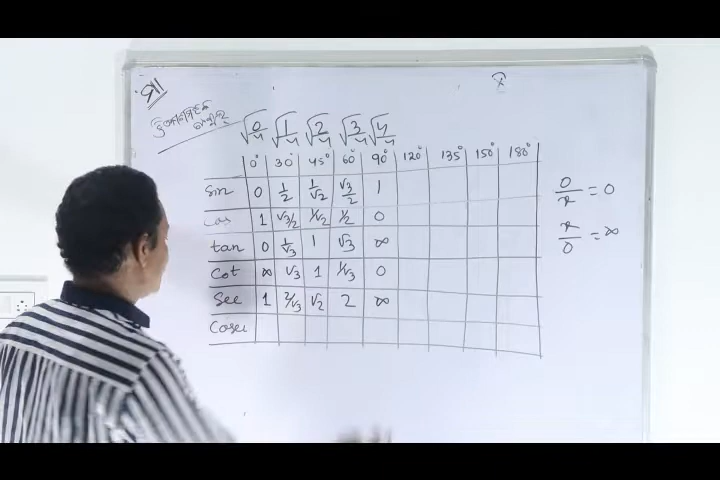 √0/4 √1/4 √2/4 √3/4 √4/4
0° 30° 45° 60° 90° 120° 135° 150° 180°
Sin 0 1/2 1/√2 √3/2 1
Cos 1 √3/2 1/√2 1/2 0
tan 0 1/√3 1 √3 ∞
Cot ∞ √3 1 1/√3 0
Sec 1 2/√3 √2 2 ∞
Cosec
0/x = 0
x/0 = ∞